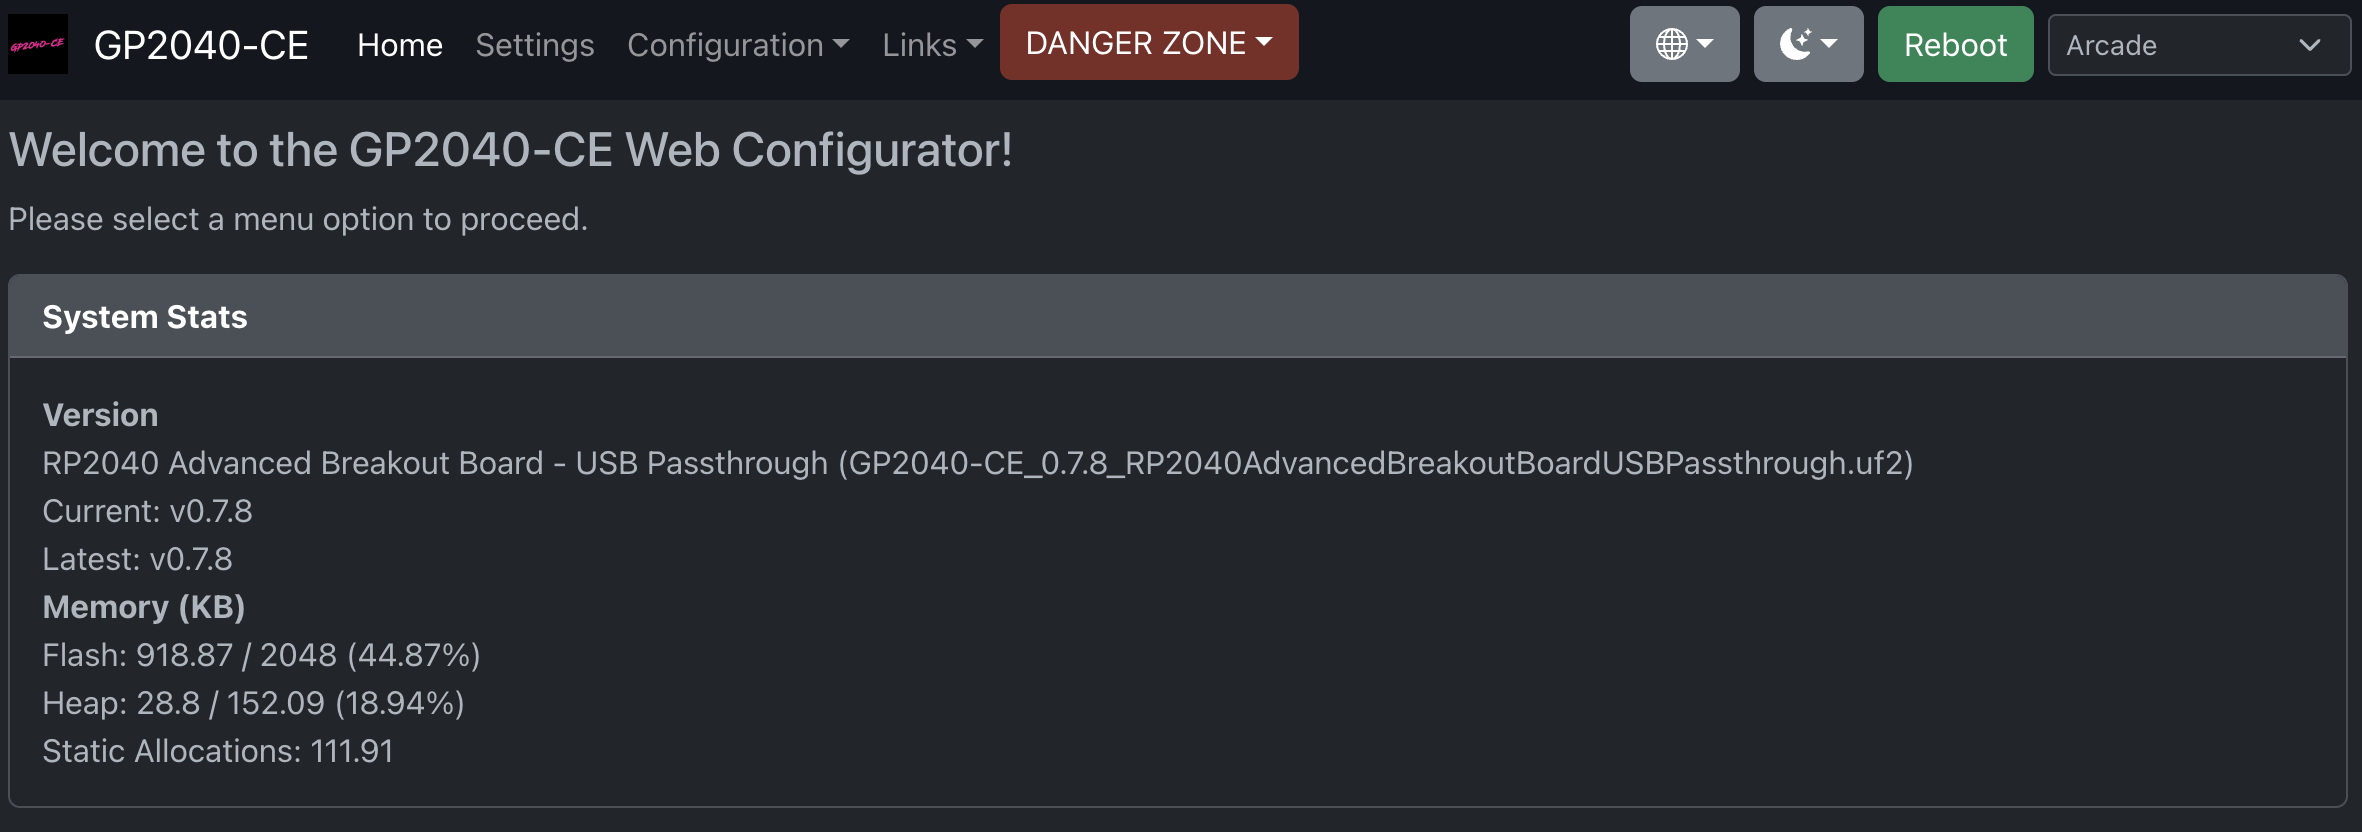 GP2040-CE GP2040-CE Home Settings Configuration Links DANGER ZONE Reboot Arcade
Welcome to the GP2040-CE Web Configurator!
Please select a menu option to proceed.
System Stats
Version
RP2040 Advanced Breakout Board - USB Passthrough (GP2040-CE_0.7.8_RP2040AdvancedBreakoutBoardUSBPassthrough.uf2)
Current: v0.7.8
Latest: v0.7.8
Memory (KB)
Flash: 918.87 / 2048 (44.87%)
Heap: 28.8 / 152.09 (18.94%)
Static Allocations: 111.91